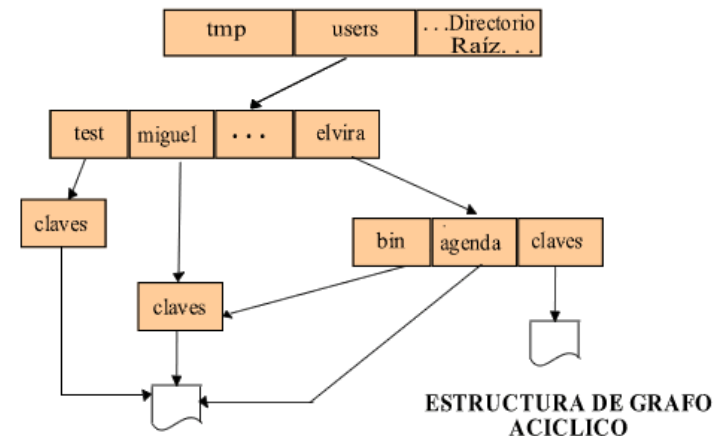 tmp users ...Directorio
Raíz...
test miguel ... elvira
claves
bin agenda claves
claves
ESTRUCTURA DE GRAFO
ACICLICO